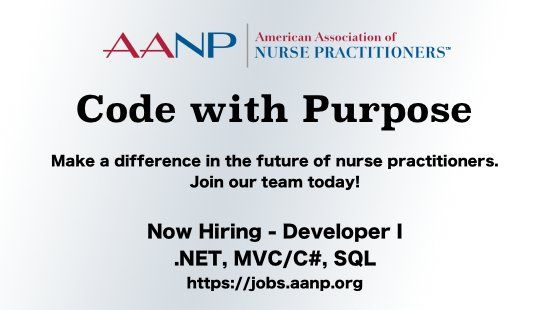 AANP
American Association of
NURSE PRACTITIONERS™
Code with Purpose
Make a difference in the future of nurse practitioners.
Join our team today!
Now Hiring - Developer I
.NET, MVC/C#, SQL
https://jobs.aanp.org